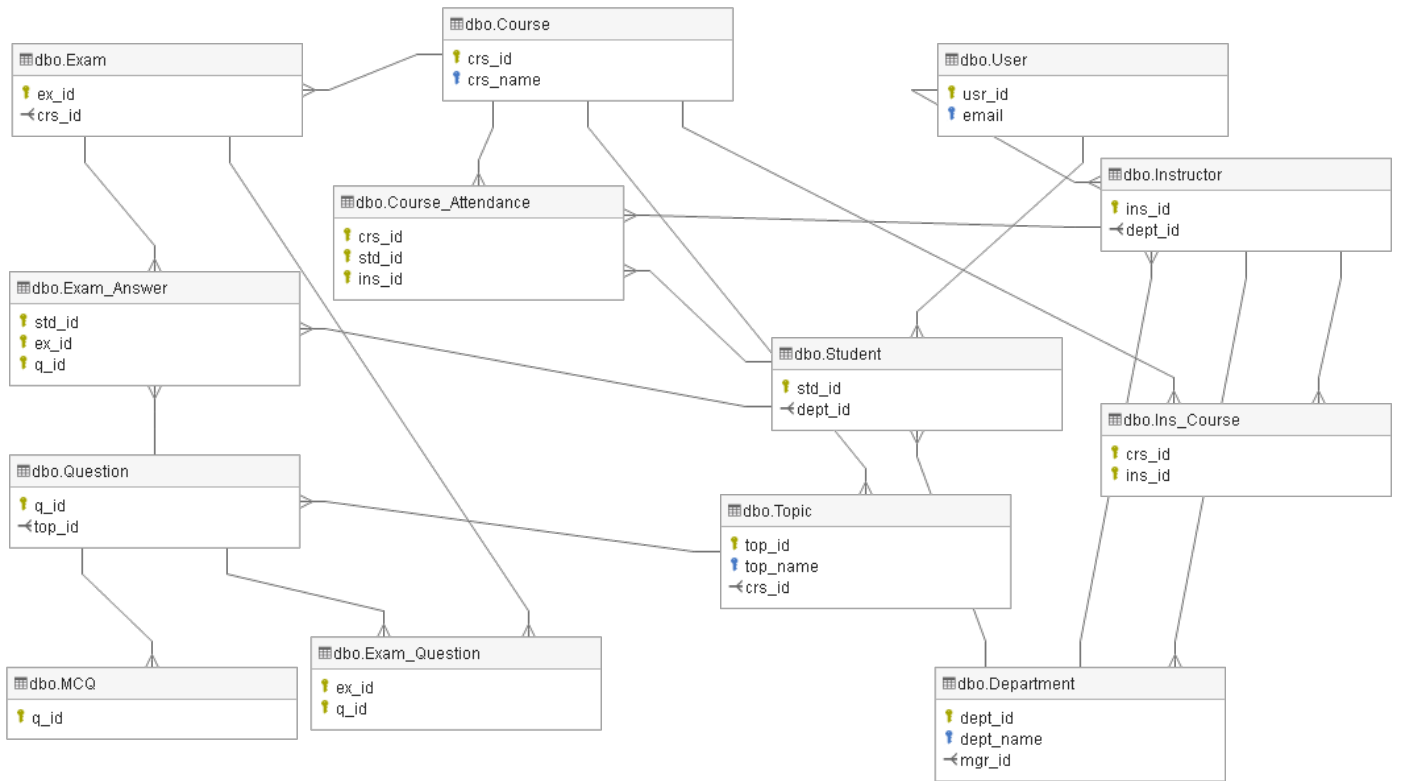 dbo.Course
crs_id
crs_name
dbo.Exam
ex_id
crs_id
dbo.User
usr_id
email
dbo.Instructor
ins_id
dept_id
dbo.Course_Attendance
crs_id
std_id
ins_id
dbo.Exam_Answer
std_id
ex_id
q_id
dbo.Student
std_id
dept_id
dbo.Ins_Course
crs_id
ins_id
dbo.Question
q_id
top_id
dbo.Topic
top_id
top_name
crs_id
dbo.Exam_Question
ex_id
q_id
dbo.MCQ
q_id
dbo.Department
dept_id
dept_name
mgr_id